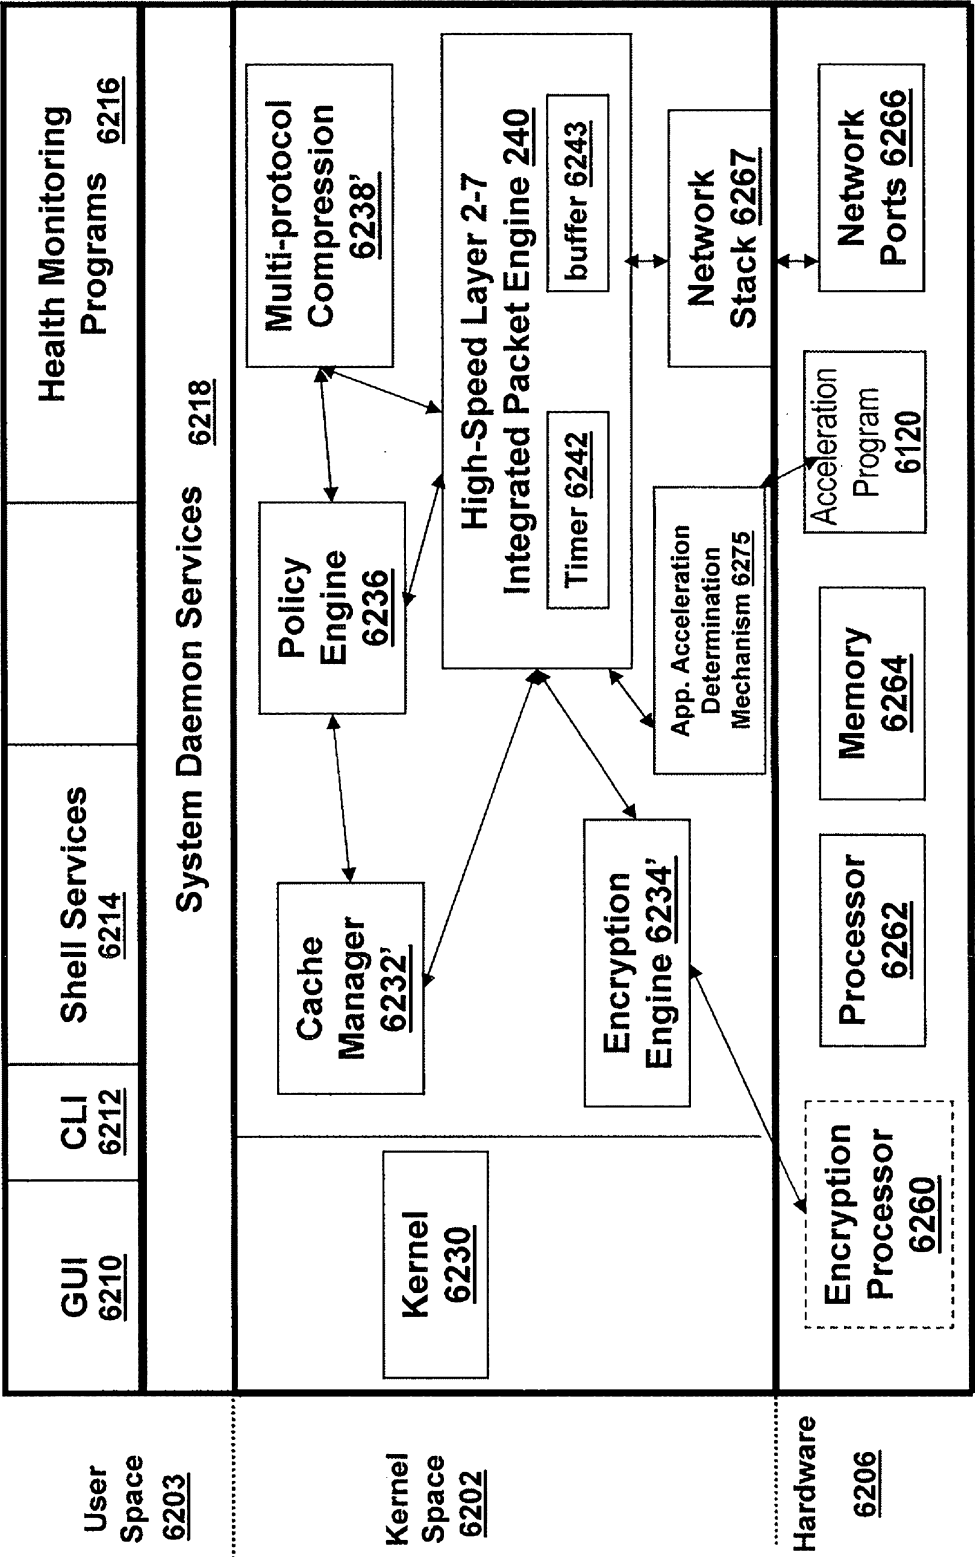 User
Space
6203
GUI
6210
CLI
6212
Shell Services
6214
Health Monitoring
Programs 6216
System Daemon Services 6218
Kernel
Space
6202
Kernel
6230
Cache
Manager
6232'
Policy
Engine
6236
Multi-protocol
Compression
6238'
High-Speed Layer 2-7
Integrated Packet Engine 240
Timer 6242
buffer 6243
Encryption
Engine 6234'
App. Acceleration
Determination
Mechanism 6275
Network
Stack 6267
Hardware
6206
Encryption
Processor
6260
Processor
6262
Memory
6264
Acceleration
Program
6120
Network
Ports 6266